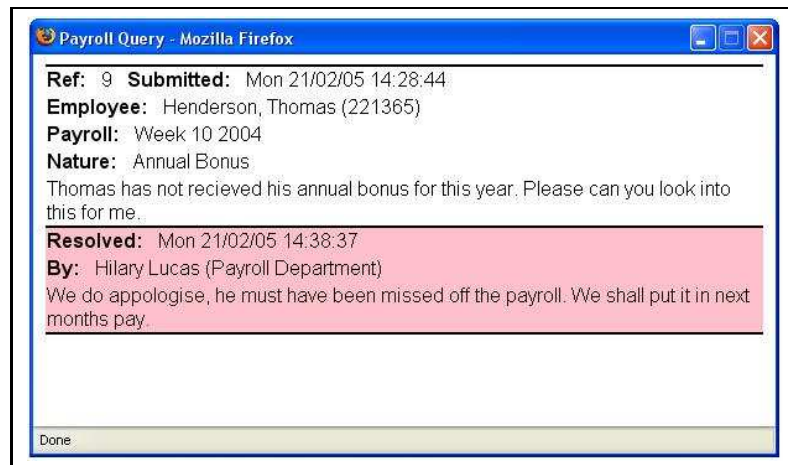 Payroll Query - Mozilla Firefox
Ref: 9 Submitted: Mon 21/02/05 14:28:44
Employee: Henderson, Thomas (221365)
Payroll: Week 10 2004
Nature: Annual Bonus
Thomas has not recieved his annual bonus for this year. Please can you look into
this for me.
Resolved: Mon 21/02/05 14:38:37
By: Hilary Lucas (Payroll Department)
We do appologise, he must have been missed off the payroll. We shall put it in next
months pay.
Done